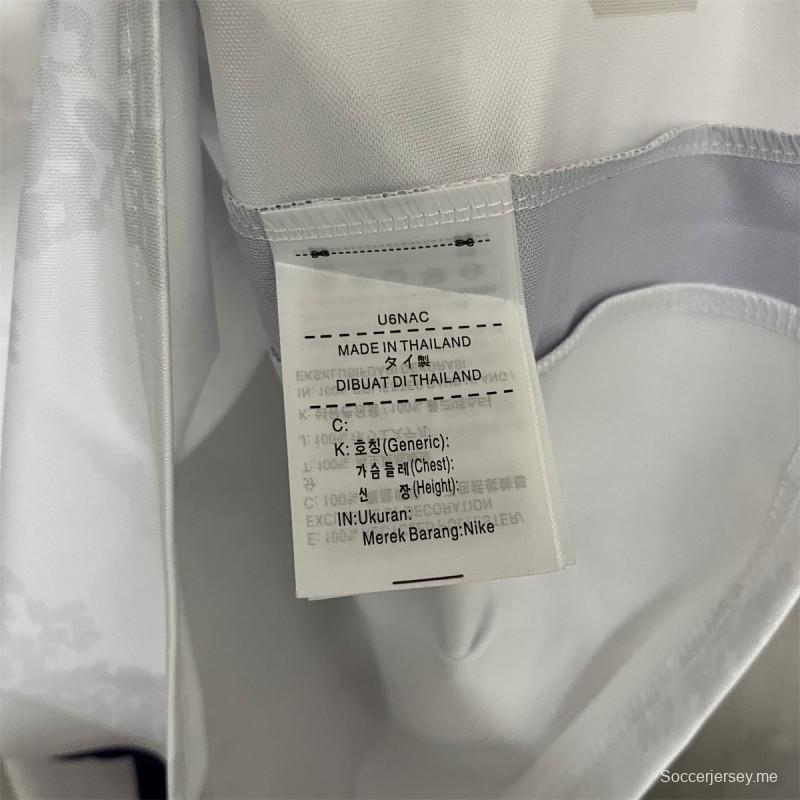 U6NAC
MADE IN THAILAND
タイ製
DIBUAT DI THAILAND
C:
K: 호칭(Generic):
가슴둘레(Chest):
신 장(Height):
IN:Ukuran:
Merek Barang:Nike
Soccerjersey.me